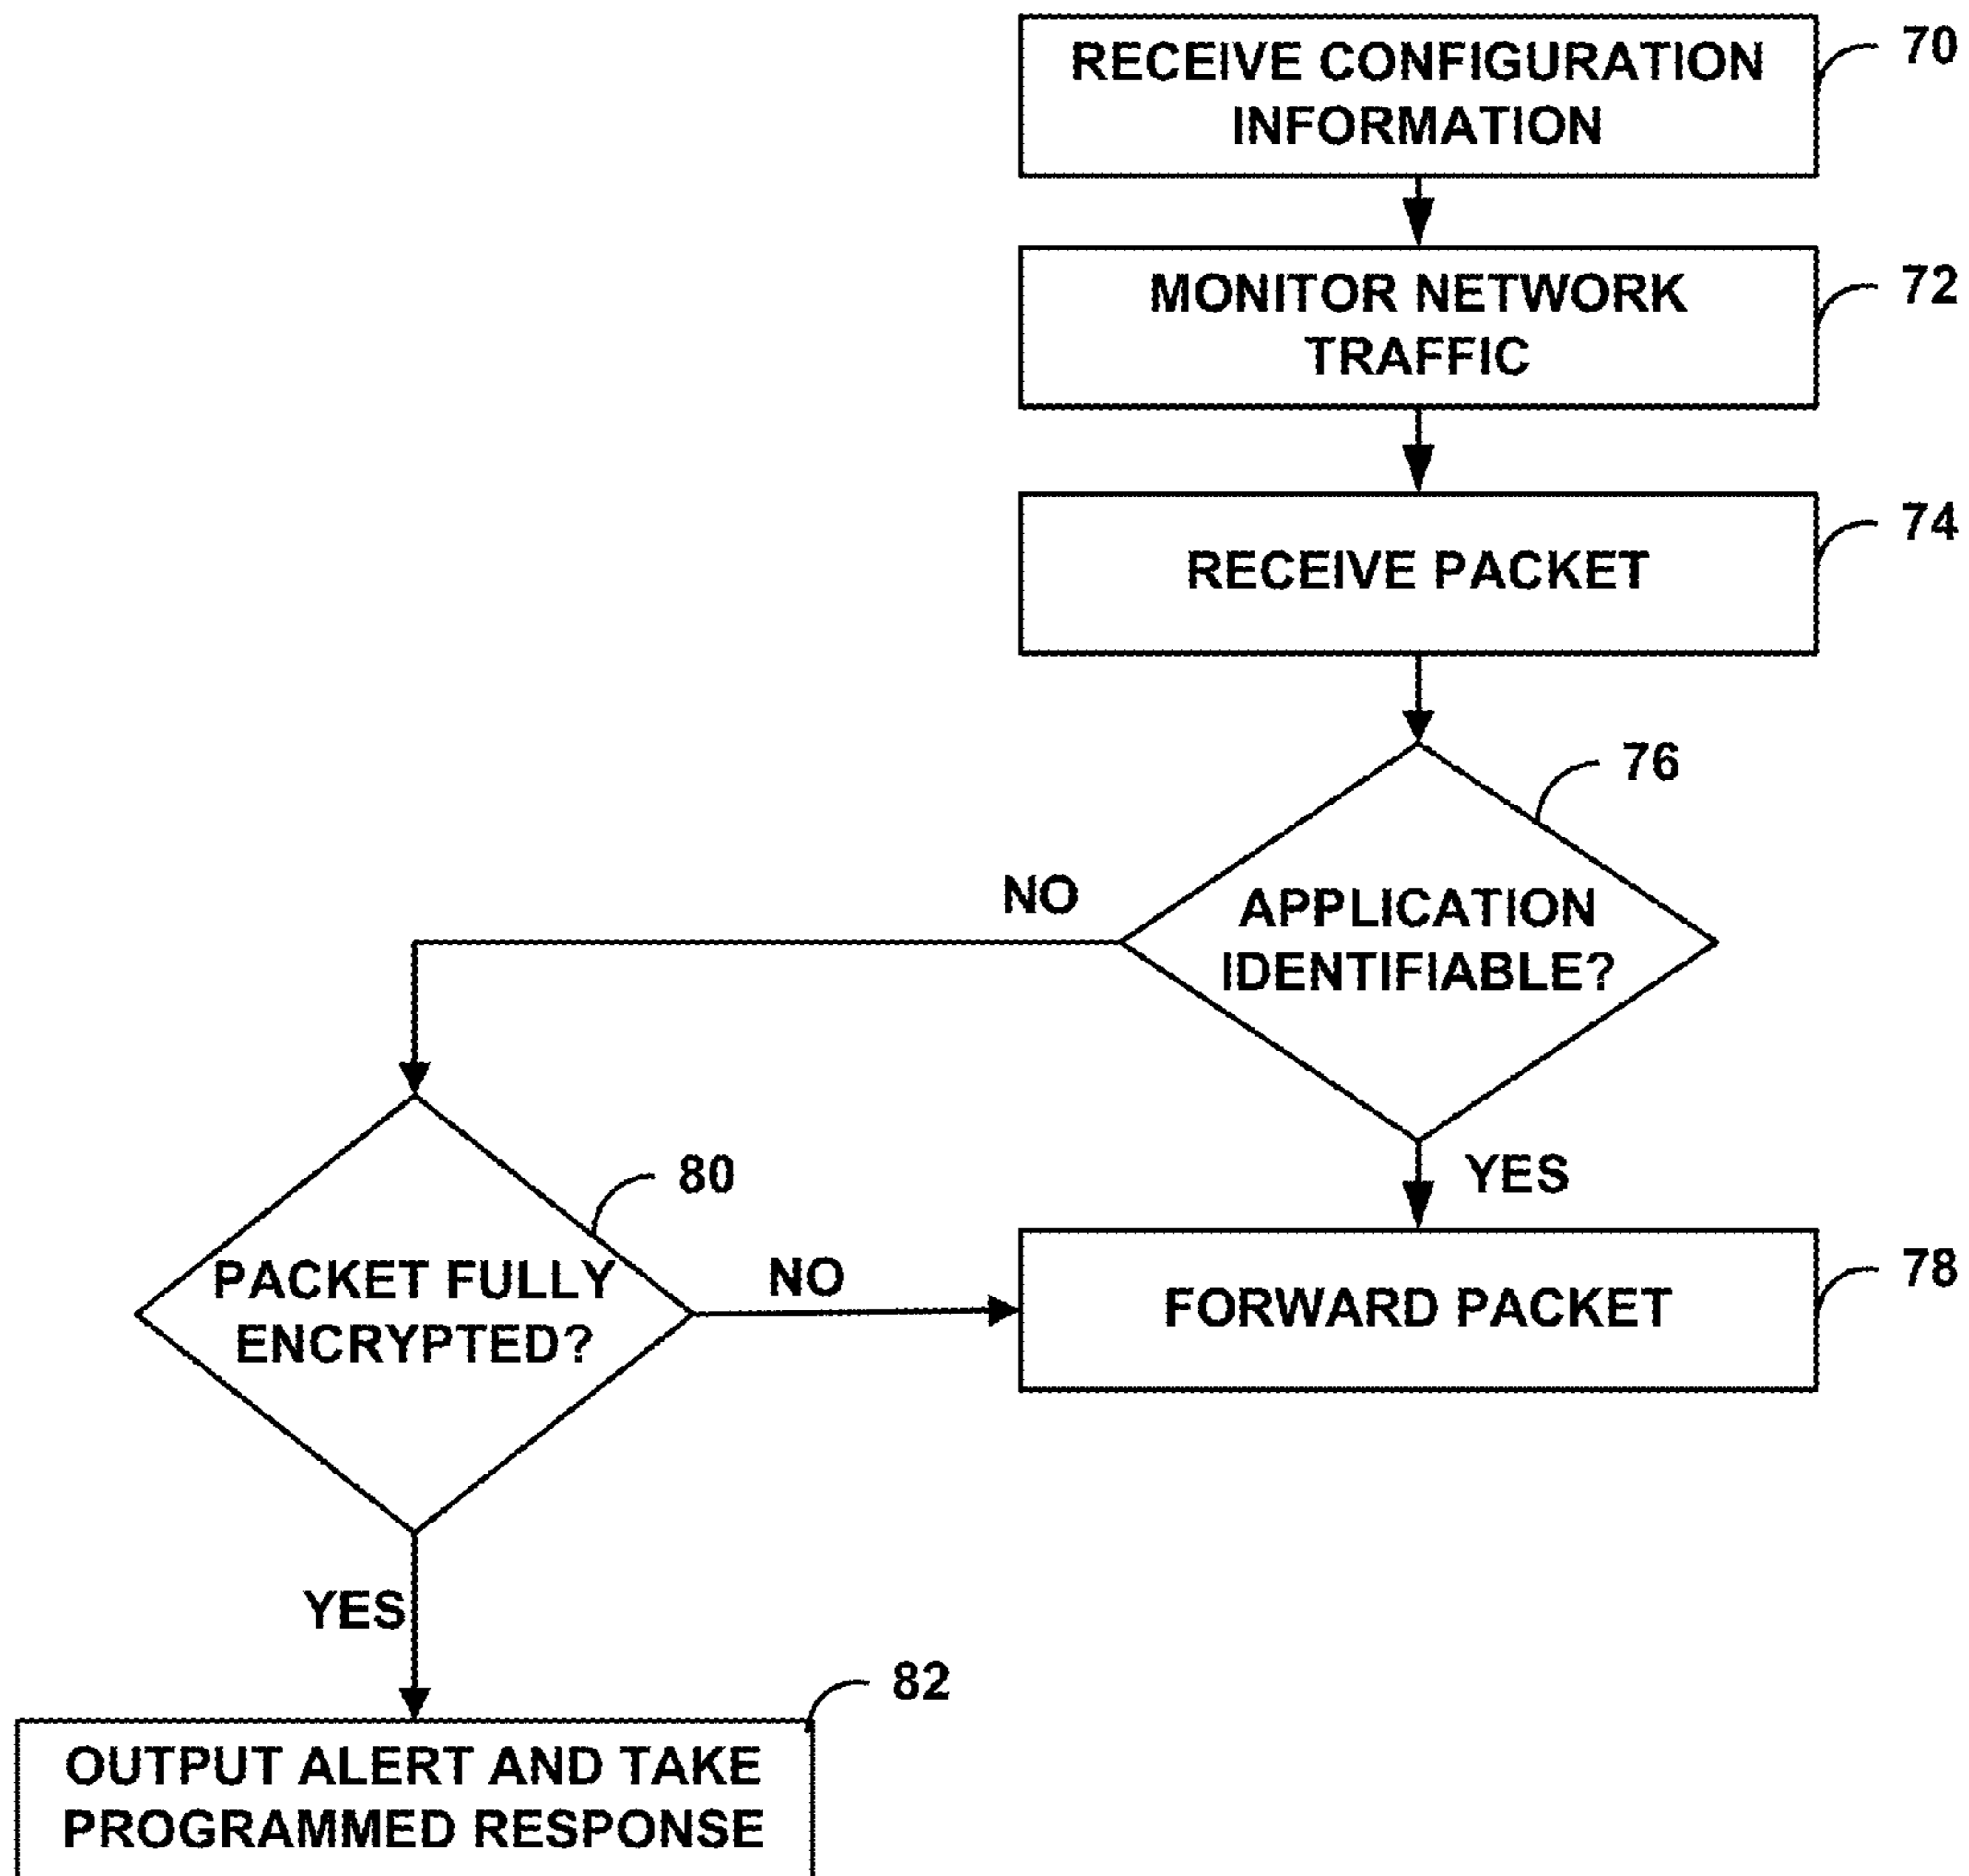 RECEIVE CONFIGURATION
INFORMATION
70
MONITOR NETWORK
TRAFFIC
72
RECEIVE PACKET
74
APPLICATION
IDENTIFIABLE?
76
NO
YES
PACKET FULLY
ENCRYPTED?
80
NO
FORWARD PACKET
78
YES
OUTPUT ALERT AND TAKE
PROGRAMMED RESPONSE
82